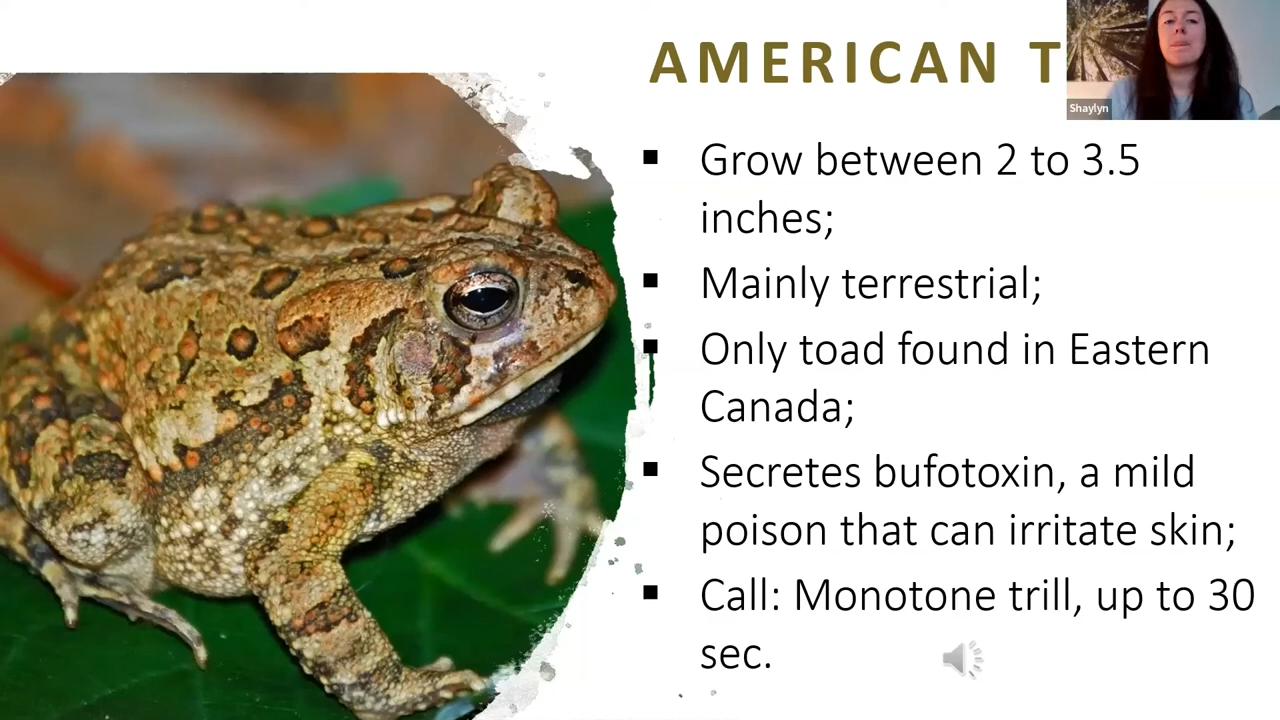 AMERICAN T
Shaylyn
▪ Grow between 2 to 3.5
inches;
▪ Mainly terrestrial;
▪ Only toad found in Eastern
Canada;
▪ Secretes bufotoxin, a mild
poison that can irritate skin;
▪ Call: Monotone trill, up to 30
sec.